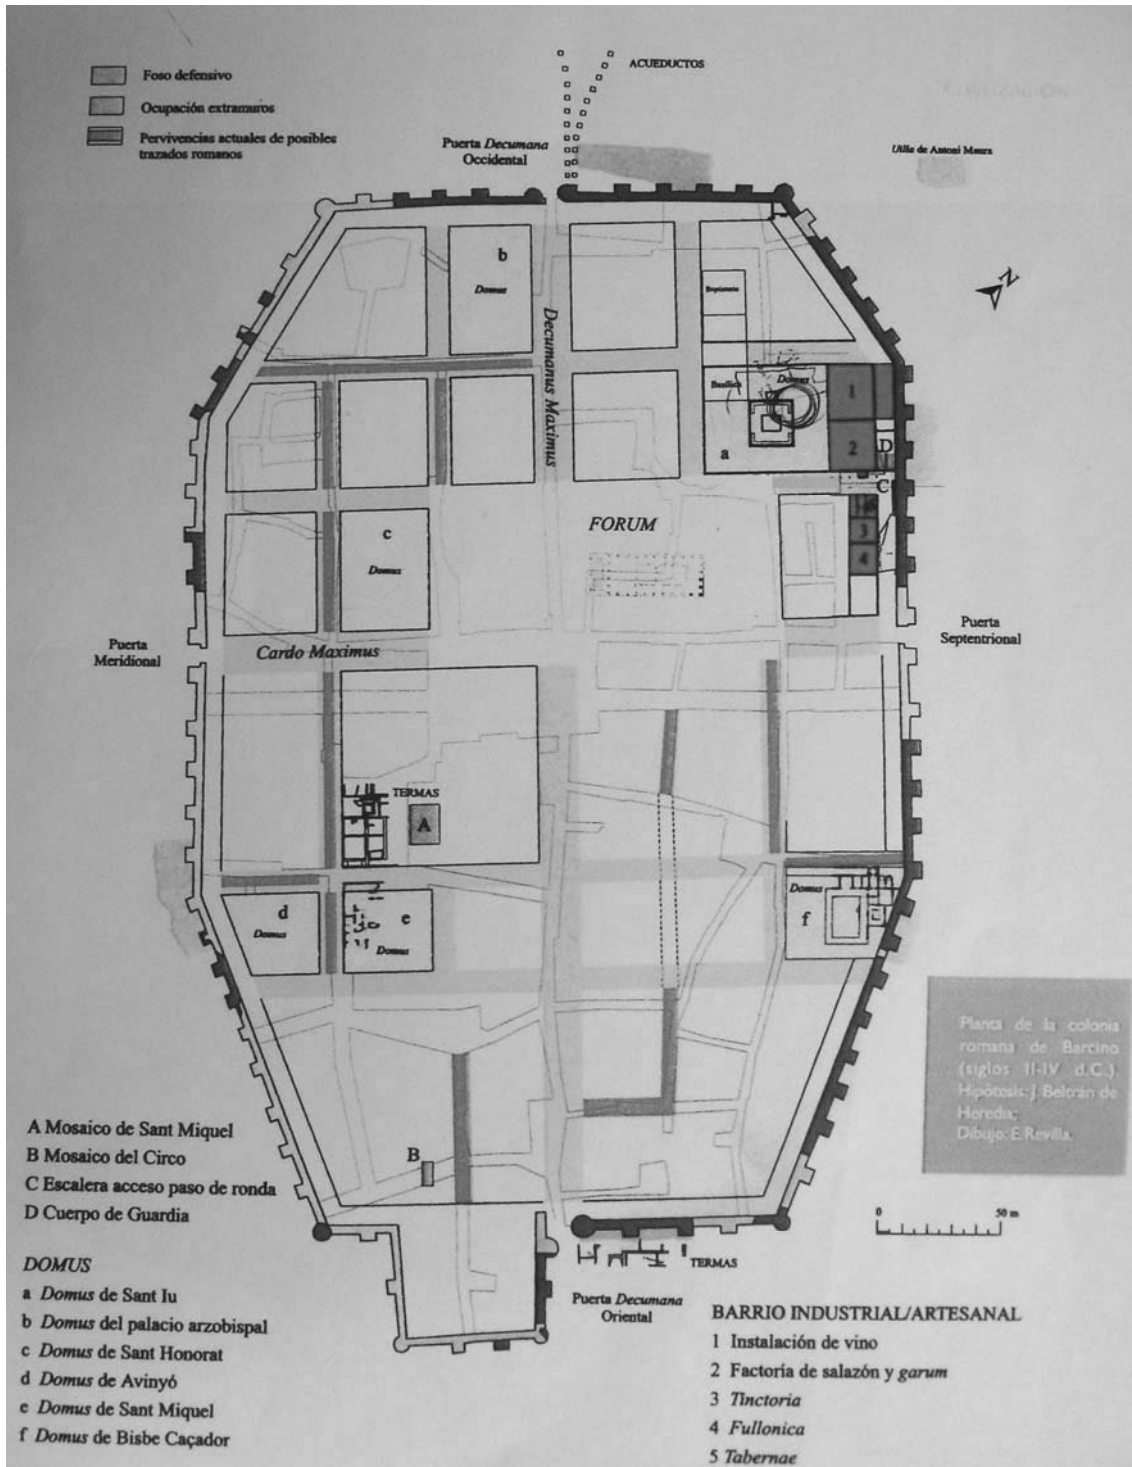 Foso defensivo
Ocupación extramuros
Pervivencias actuales de posibles
trazados romanos
ACUEDUCTOS
Puerta Decumana
Occidental
Uilla de Antoni Maura
N
b
Domus
Decumanus Maximus
Basílica
Domus
a
1
2
D
C
FORUM
3
4
c
Domus
Puerta
Meridional
Cardo Maximus
Puerta
Septentrional
TERMAS
A
d
Domus
e
Domus
Domus
f
Planta de la colonia
romana de Barcino
(siglos II-IV d.C.)
Hipótesis: J. Beltrán de
Heredia;
Dibujo: E. Revilla.
B
0 50 m
TERMAS
Puerta Decumana
Oriental
A Mosaico de Sant Miquel
B Mosaico del Circo
C Escalera acceso paso de ronda
D Cuerpo de Guardia
DOMUS
a Domus de Sant Iu
b Domus del palacio arzobispal
c Domus de Sant Honorat
d Domus de Avinyó
e Domus de Sant Miquel
f Domus de Bisbe Caçador
BARRIO INDUSTRIAL/ARTESANAL
1 Instalación de vino
2 Factoría de salazón y garum
3 Tinctoria
4 Fullonica
5 Tabernae